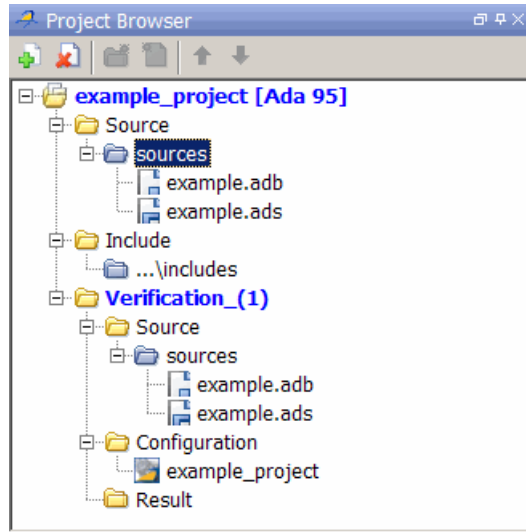 Project Browser
example_project [Ada 95]
Source
sources
example.adb
example.ads
Include
...\includes
Verification_(1)
Source
sources
example.adb
example.ads
Configuration
example_project
Result